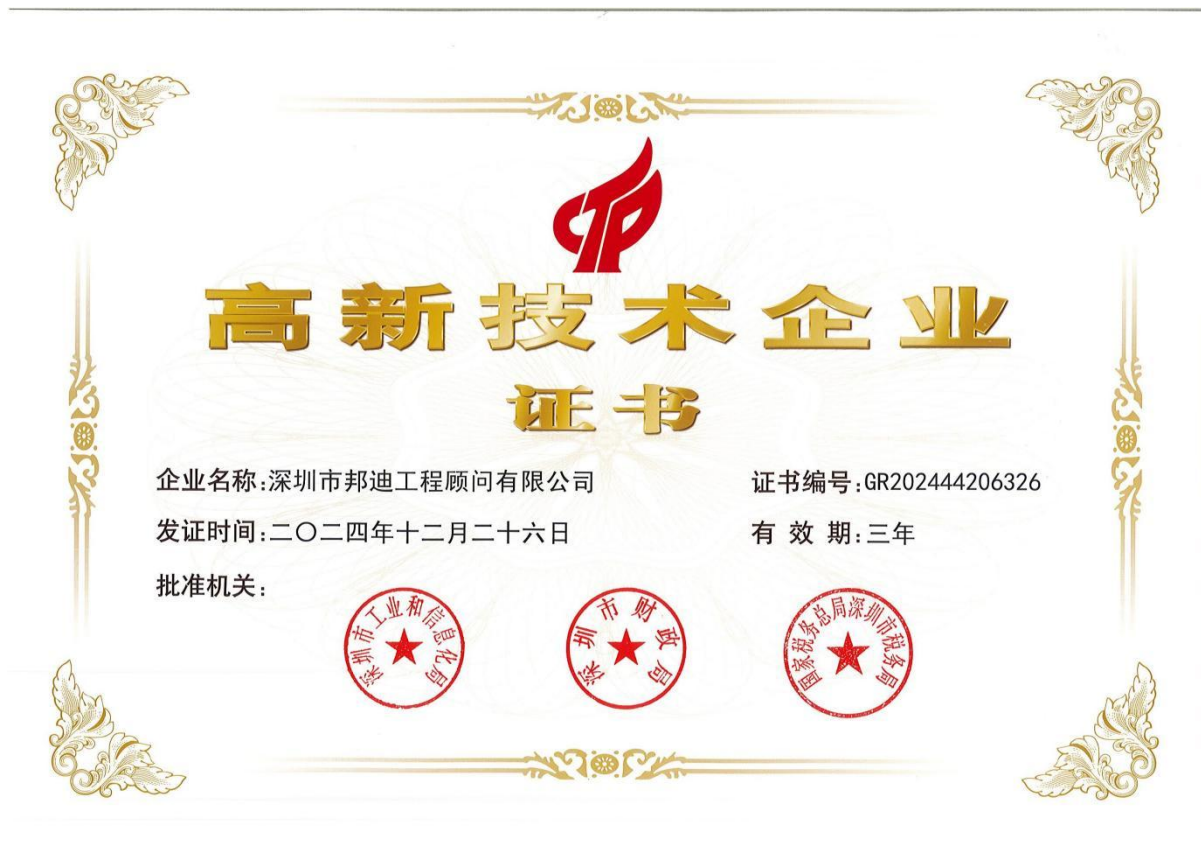 高新技术企业
证书
企业名称:深圳市邦迪工程顾问有限公司
证书编号:GR202444206326
发证时间:二〇二四年十二月二十六日
有 效 期:三年
批准机关:
深圳市工业和信息化局
深圳市财政局
国家税务总局深圳市税务局